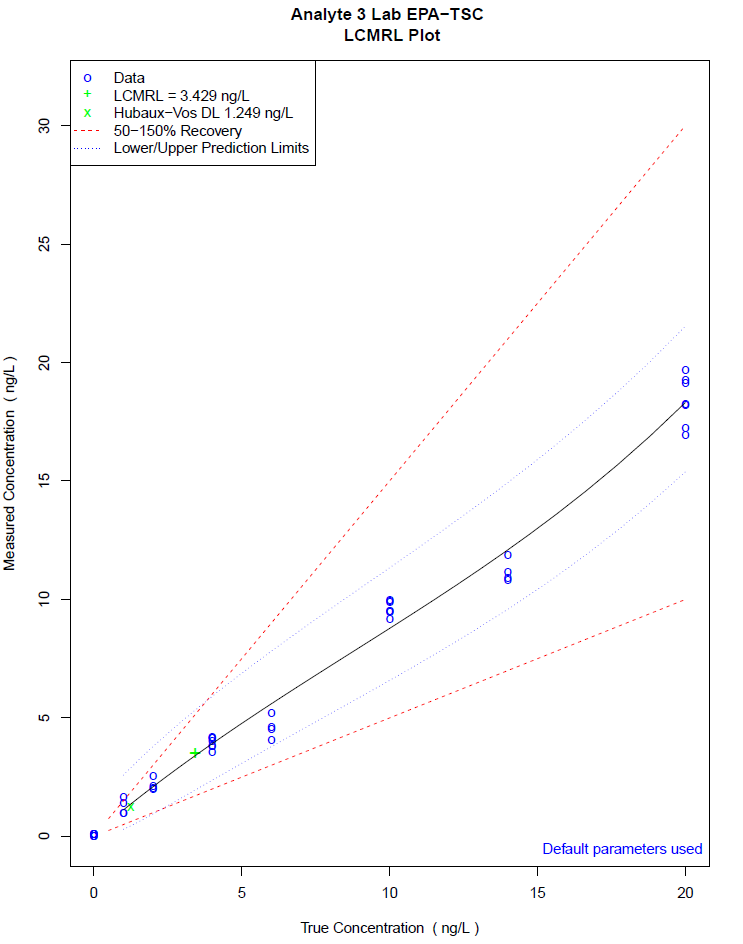 Analyte 3 Lab EPA−TSC
LCMRL Plot
o Data
+ LCMRL = 3.429 ng/L
x Hubaux−Vos DL 1.249 ng/L
50−150% Recovery
Lower/Upper Prediction Limits
30
25
20
15
10
5
0
Measured Concentration ( ng/L )
Default parameters used
0 5 10 15 20
True Concentration ( ng/L )